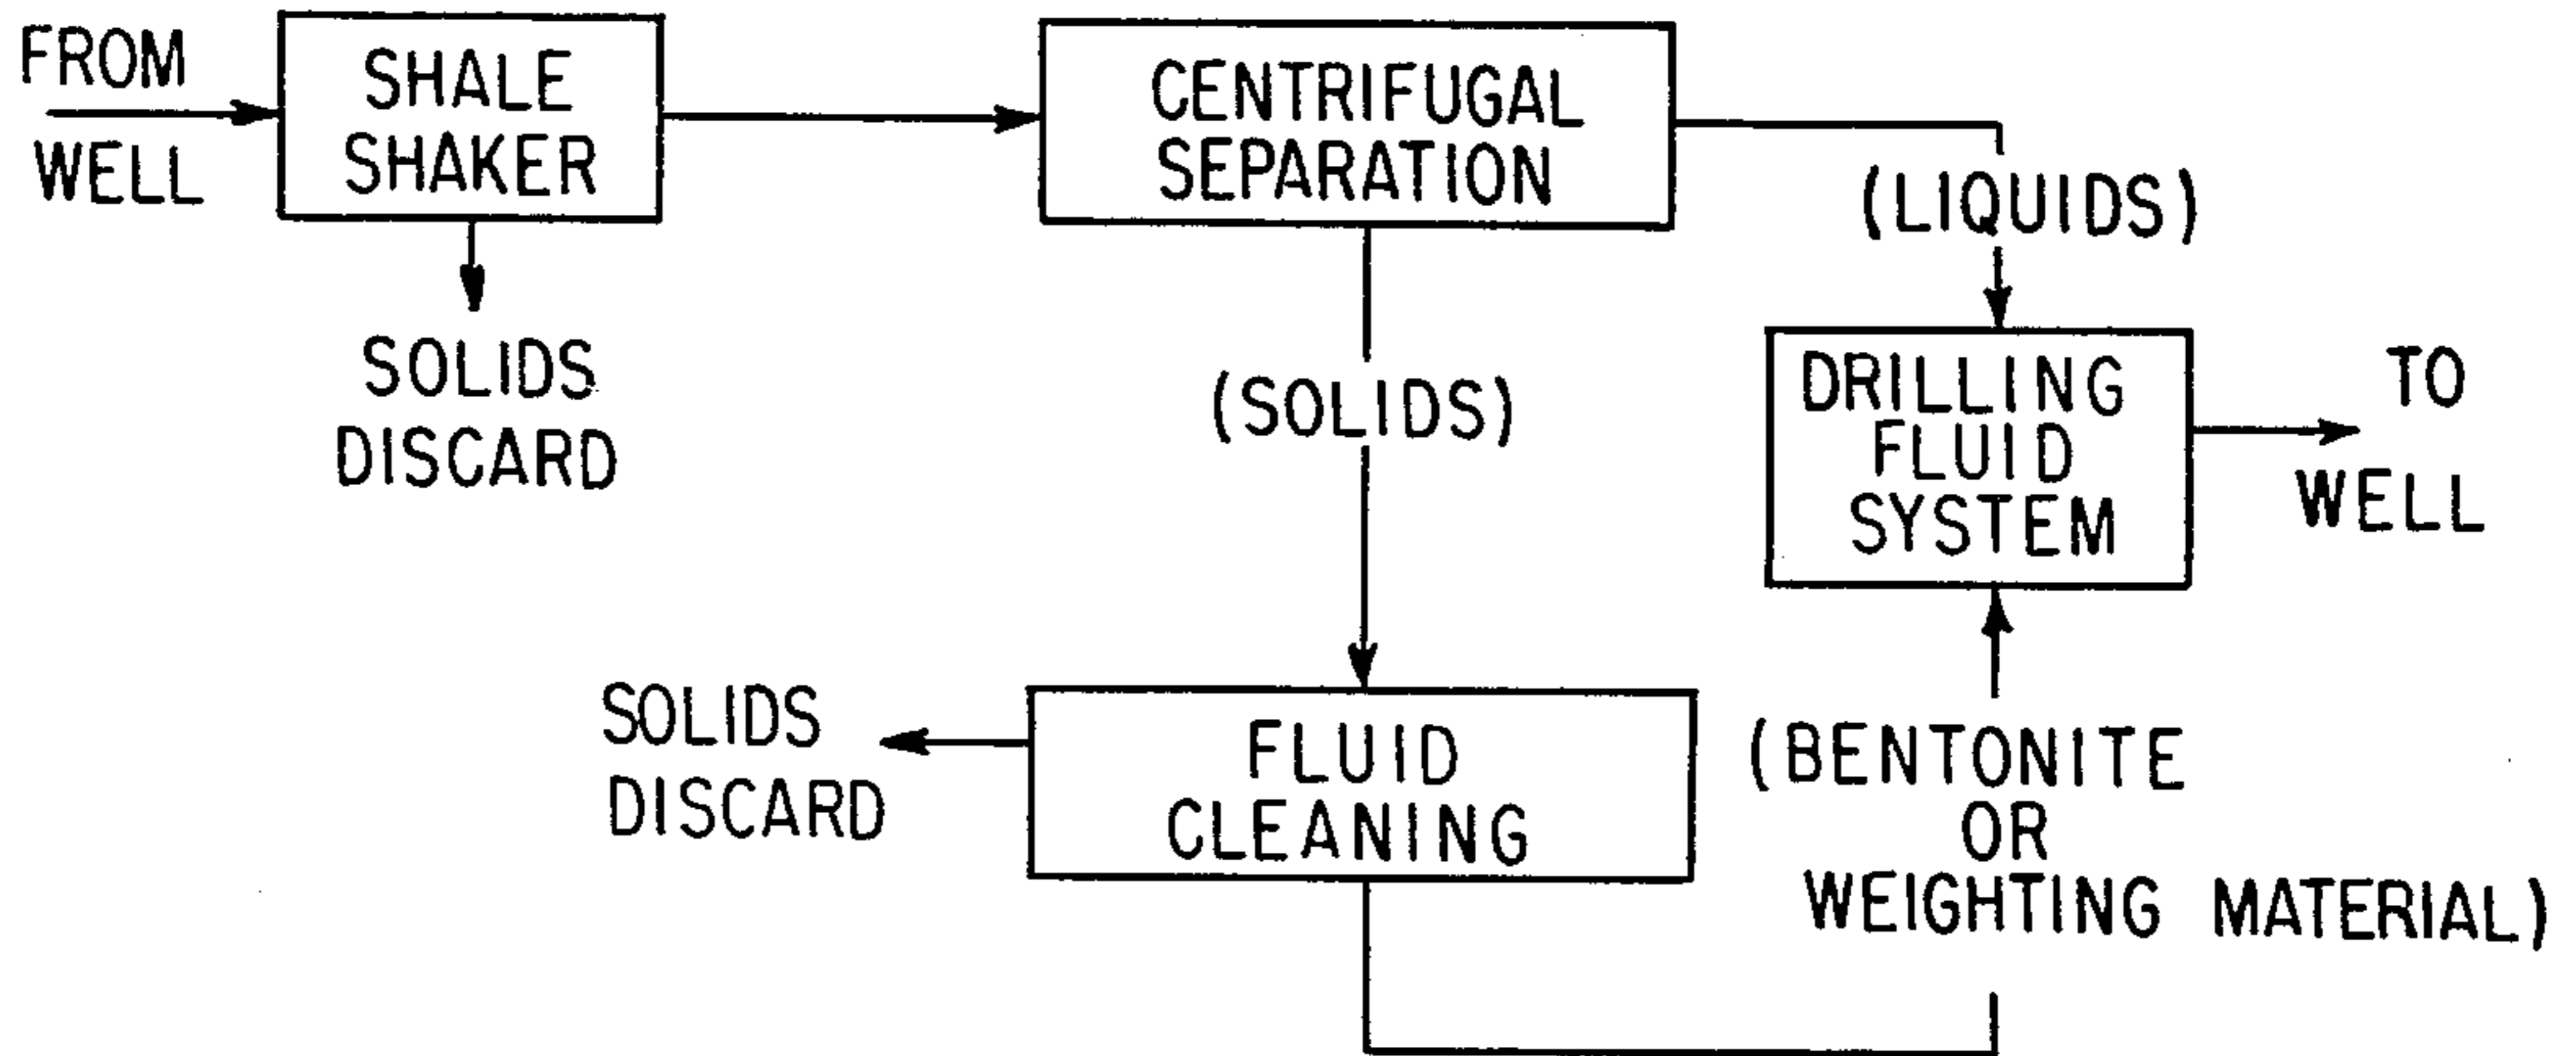 FROM
WELL
SHALE
SHAKER
SOLIDS
DISCARD
CENTRIFUGAL
SEPARATION
(LIQUIDS)
(SOLIDS)
DRILLING
FLUID
SYSTEM
TO
WELL
SOLIDS
DISCARD
FLUID
CLEANING
(BENTONITE
OR
WEIGHTING MATERIAL)